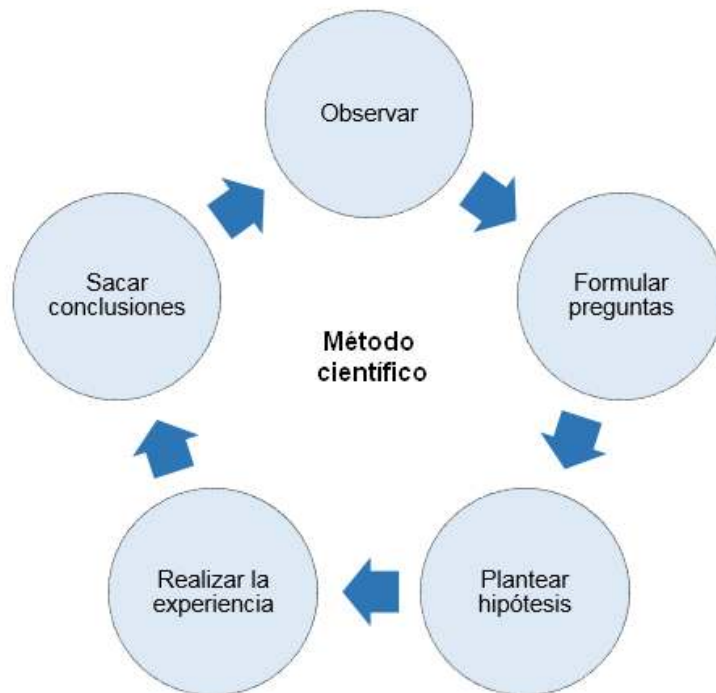 Observar
Formular
preguntas
Plantear
hipótesis
Realizar la
experiencia
Sacar
conclusiones
Método
científico